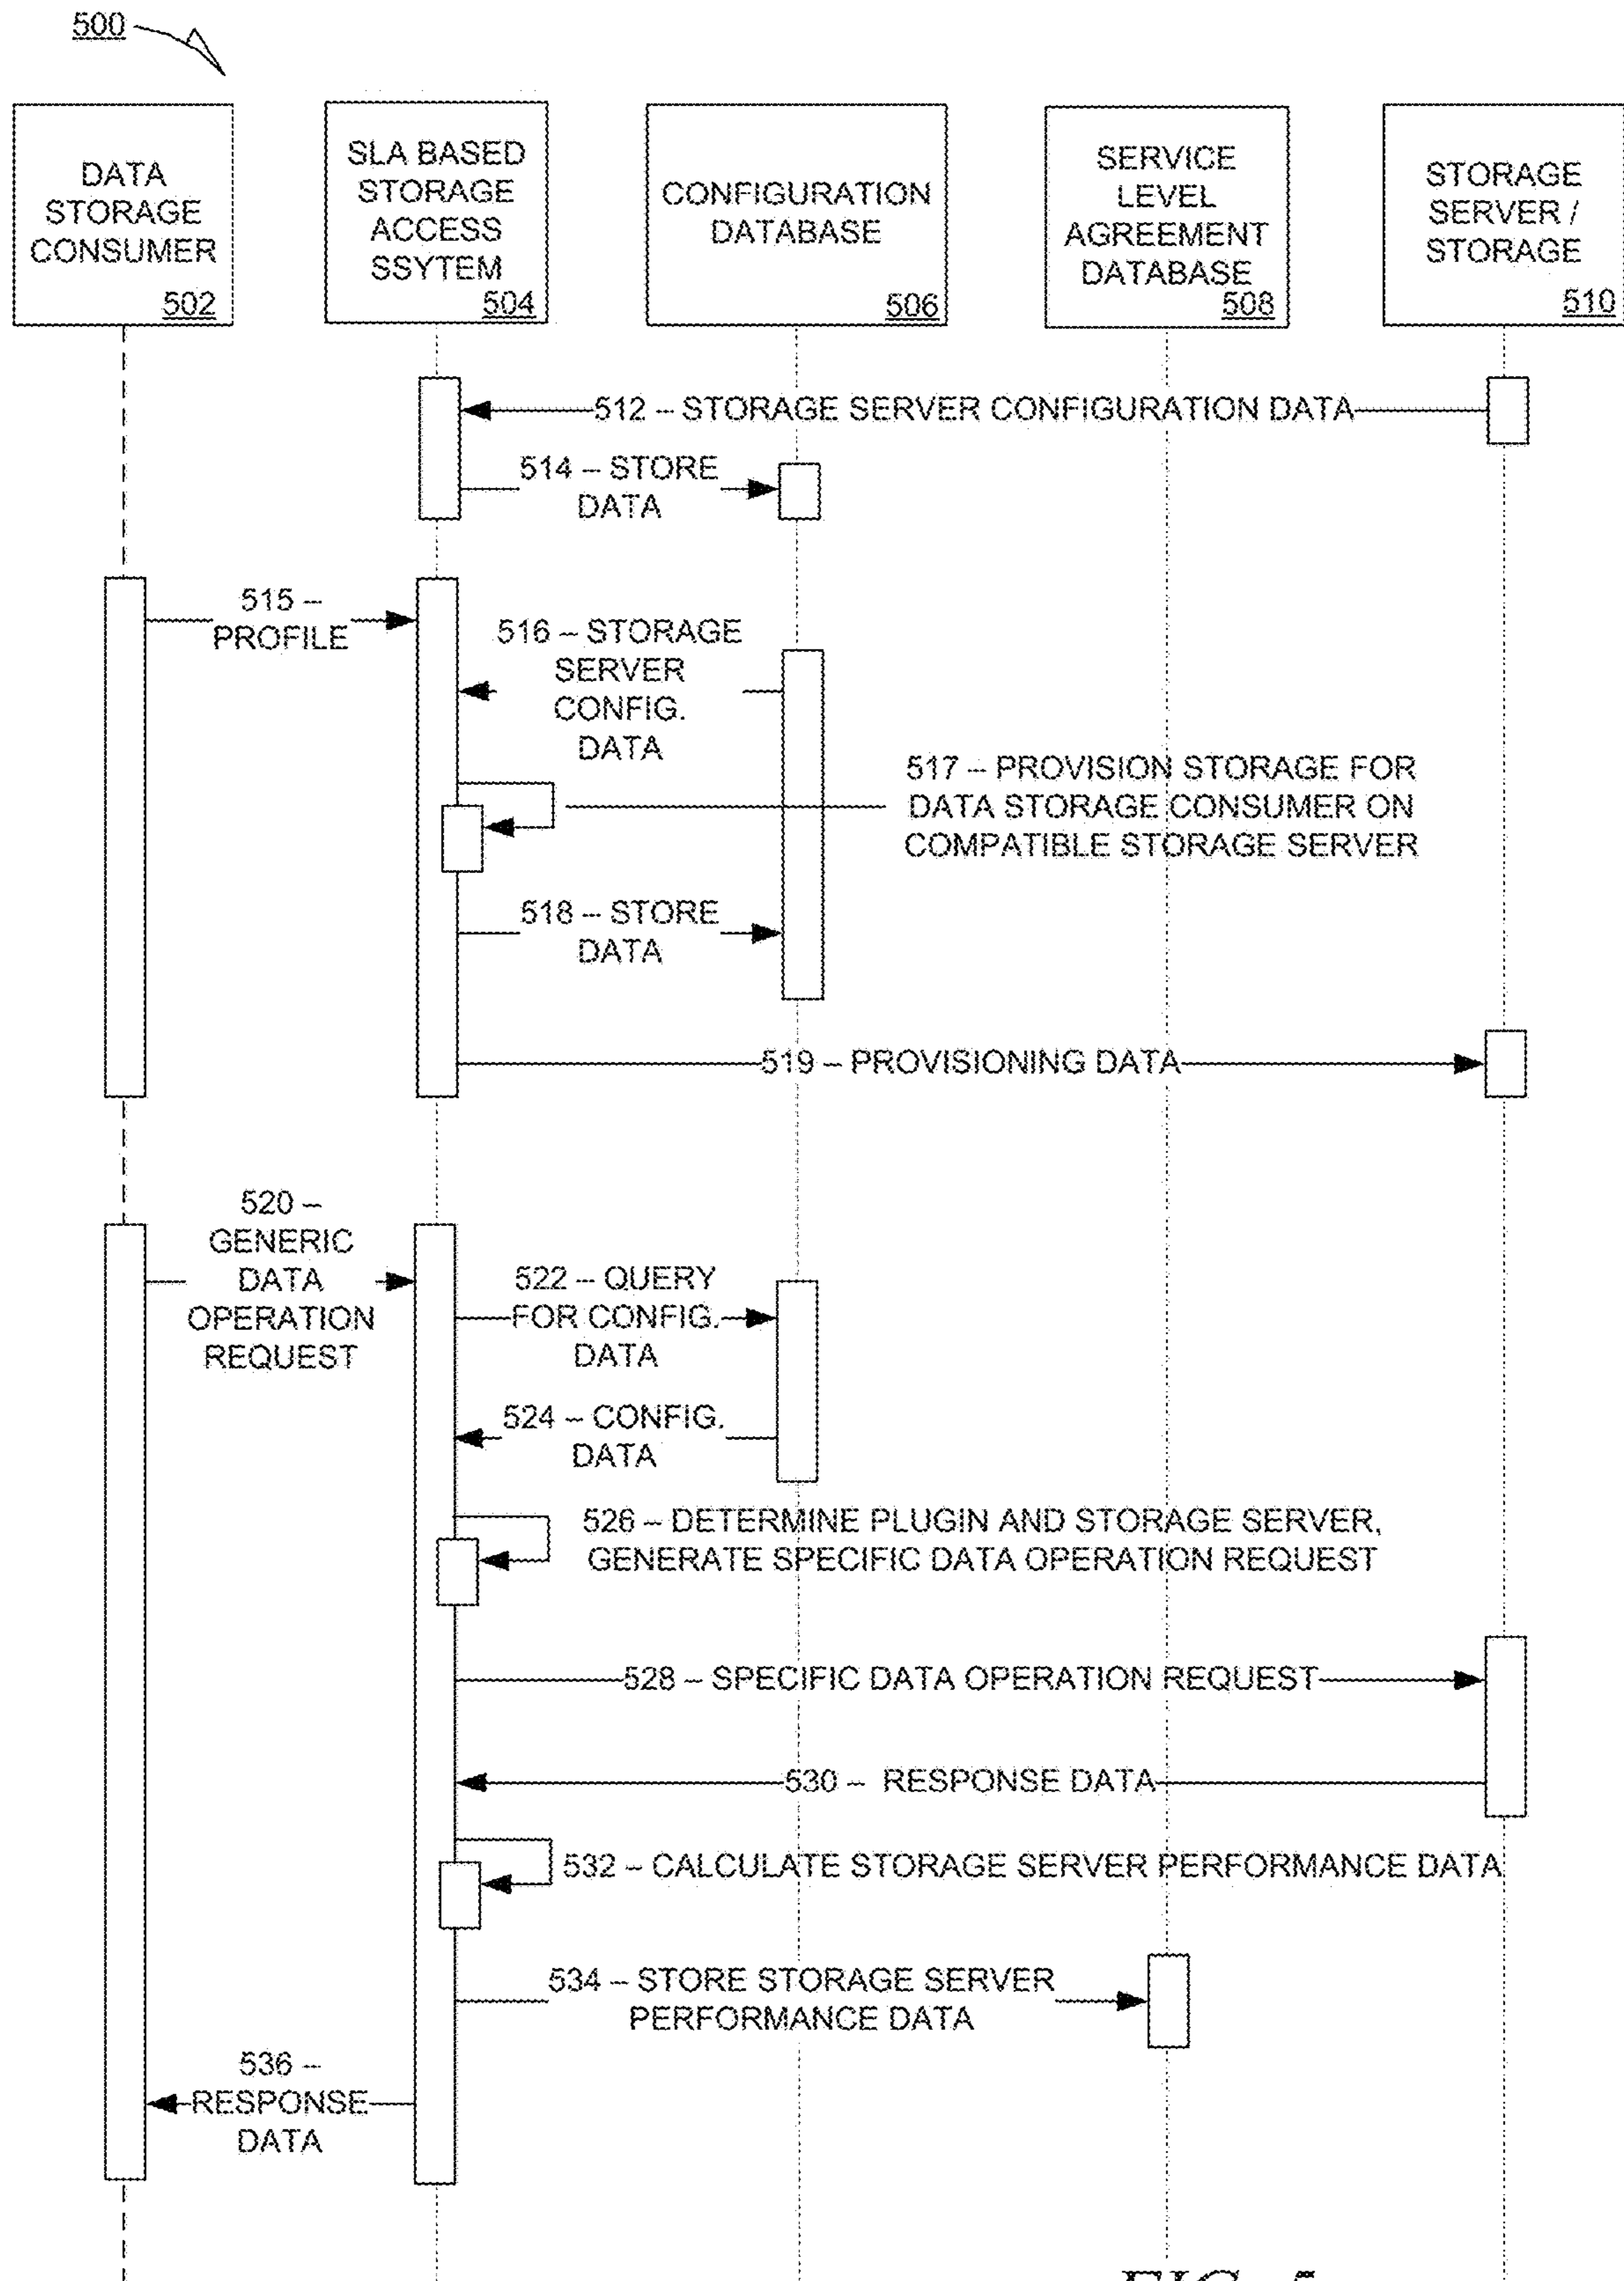 500
DATA
STORAGE
CONSUMER
502
SLA BASED
STORAGE
ACCESS
SSYTEM
504
CONFIGURATION
DATABASE
506
SERVICE
LEVEL
AGREEMENT
DATABASE
508
STORAGE
SERVER /
STORAGE
510
512 – STORAGE SERVER CONFIGURATION DATA
514 – STORE
DATA
515 –
PROFILE
516 – STORAGE
SERVER
CONFIG.
DATA
517 – PROVISION STORAGE FOR
DATA STORAGE CONSUMER ON
COMPATIBLE STORAGE SERVER
518 – STORE
DATA
519 – PROVISIONING DATA
520 –
GENERIC
DATA
OPERATION
REQUEST
522 – QUERY
FOR CONFIG.
DATA
524 – CONFIG.
DATA
526 – DETERMINE PLUGIN AND STORAGE SERVER,
GENERATE SPECIFIC DATA OPERATION REQUEST
528 – SPECIFIC DATA OPERATION REQUEST
530 – RESPONSE DATA
532 – CALCULATE STORAGE SERVER PERFORMANCE DATA
534 – STORE STORAGE SERVER
PERFORMANCE DATA
536 –
RESPONSE
DATA
FIG. 5